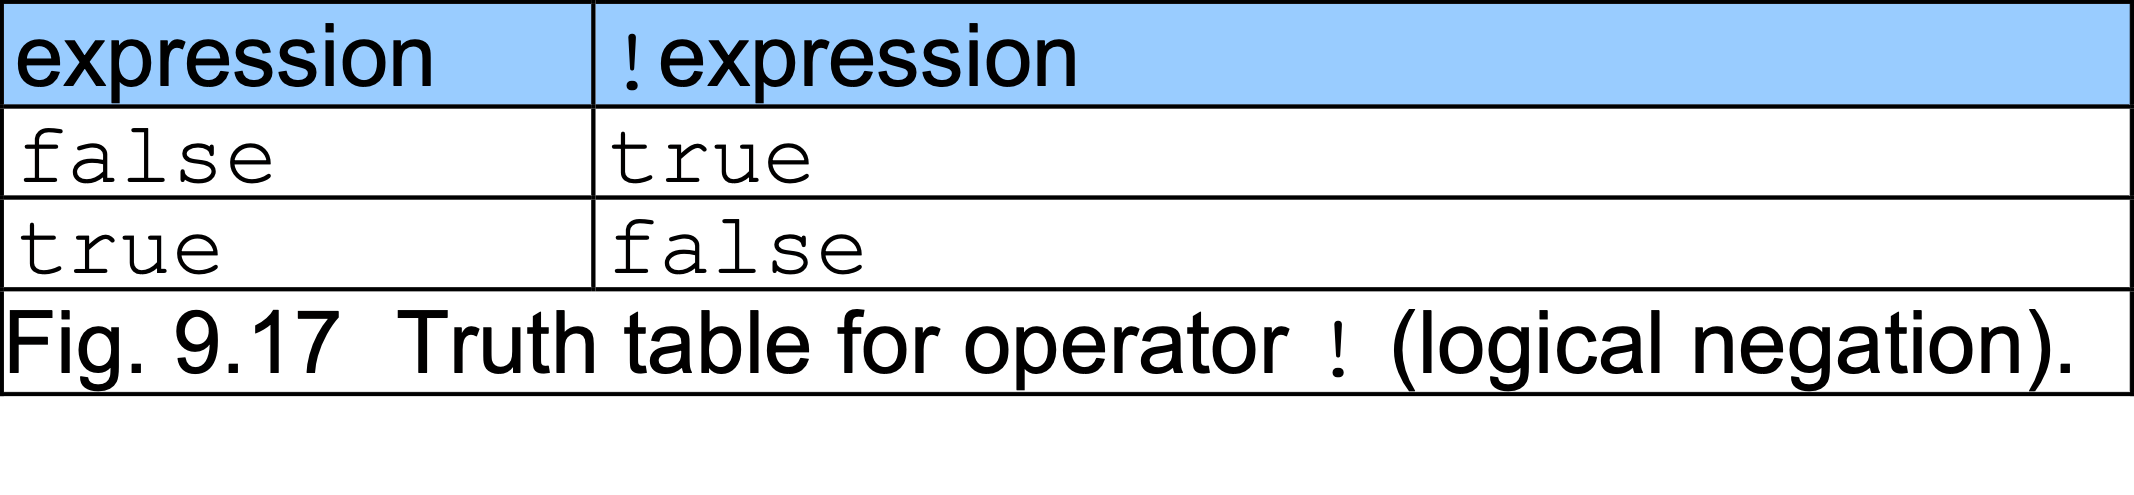 expression !expression
false true
true false
Fig. 9.17 Truth table for operator ! (logical negation).